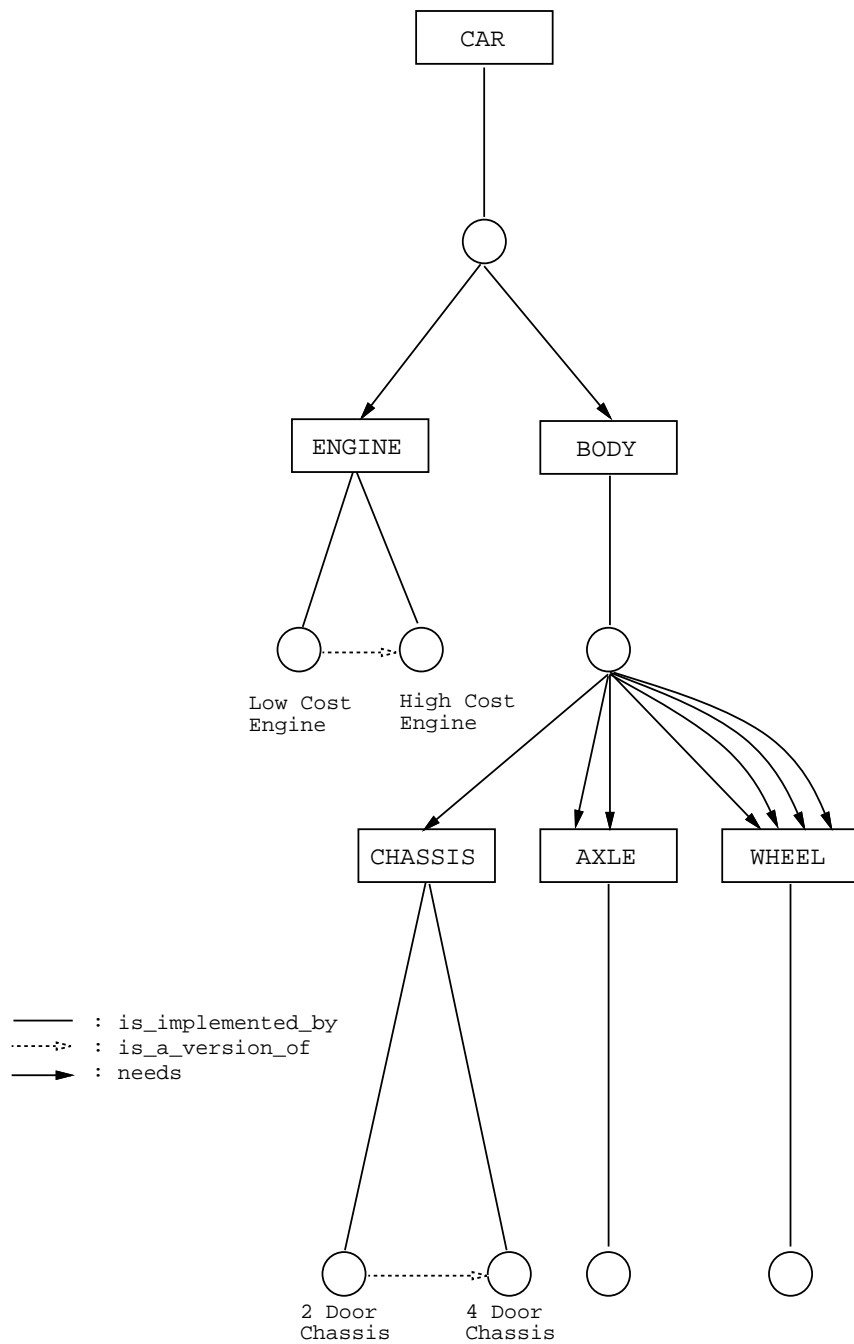 CAR
ENGINE
BODY
Low Cost
Engine
High Cost
Engine
CHASSIS
AXLE
WHEEL
: is_implemented_by
: is_a_version_of
: needs
2 Door
Chassis
4 Door
Chassis